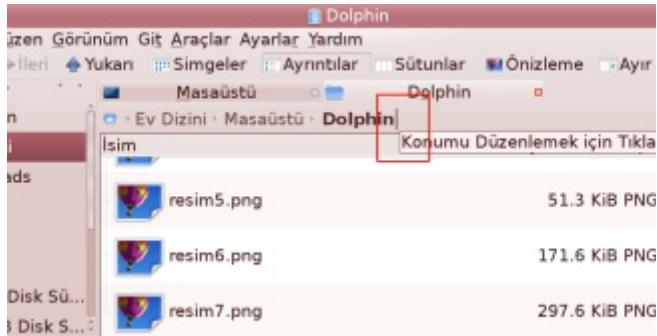 Dolphin
üzen Görünüm Git Araçlar Ayarlar Yardım
İleri Yukarı Simgeler Ayrıntılar Sütunlar Önizleme Ayır
Masaüstü Dolphin
Ev Dizini › Masaüstü › Dolphin
İsim Konumu Düzenlemek için Tıkla
ads
resim5.png 51.3 KiB PNG
resim6.png 171.6 KiB PNG
Disk Sü...
resim7.png 297.6 KiB PNG
Disk S...